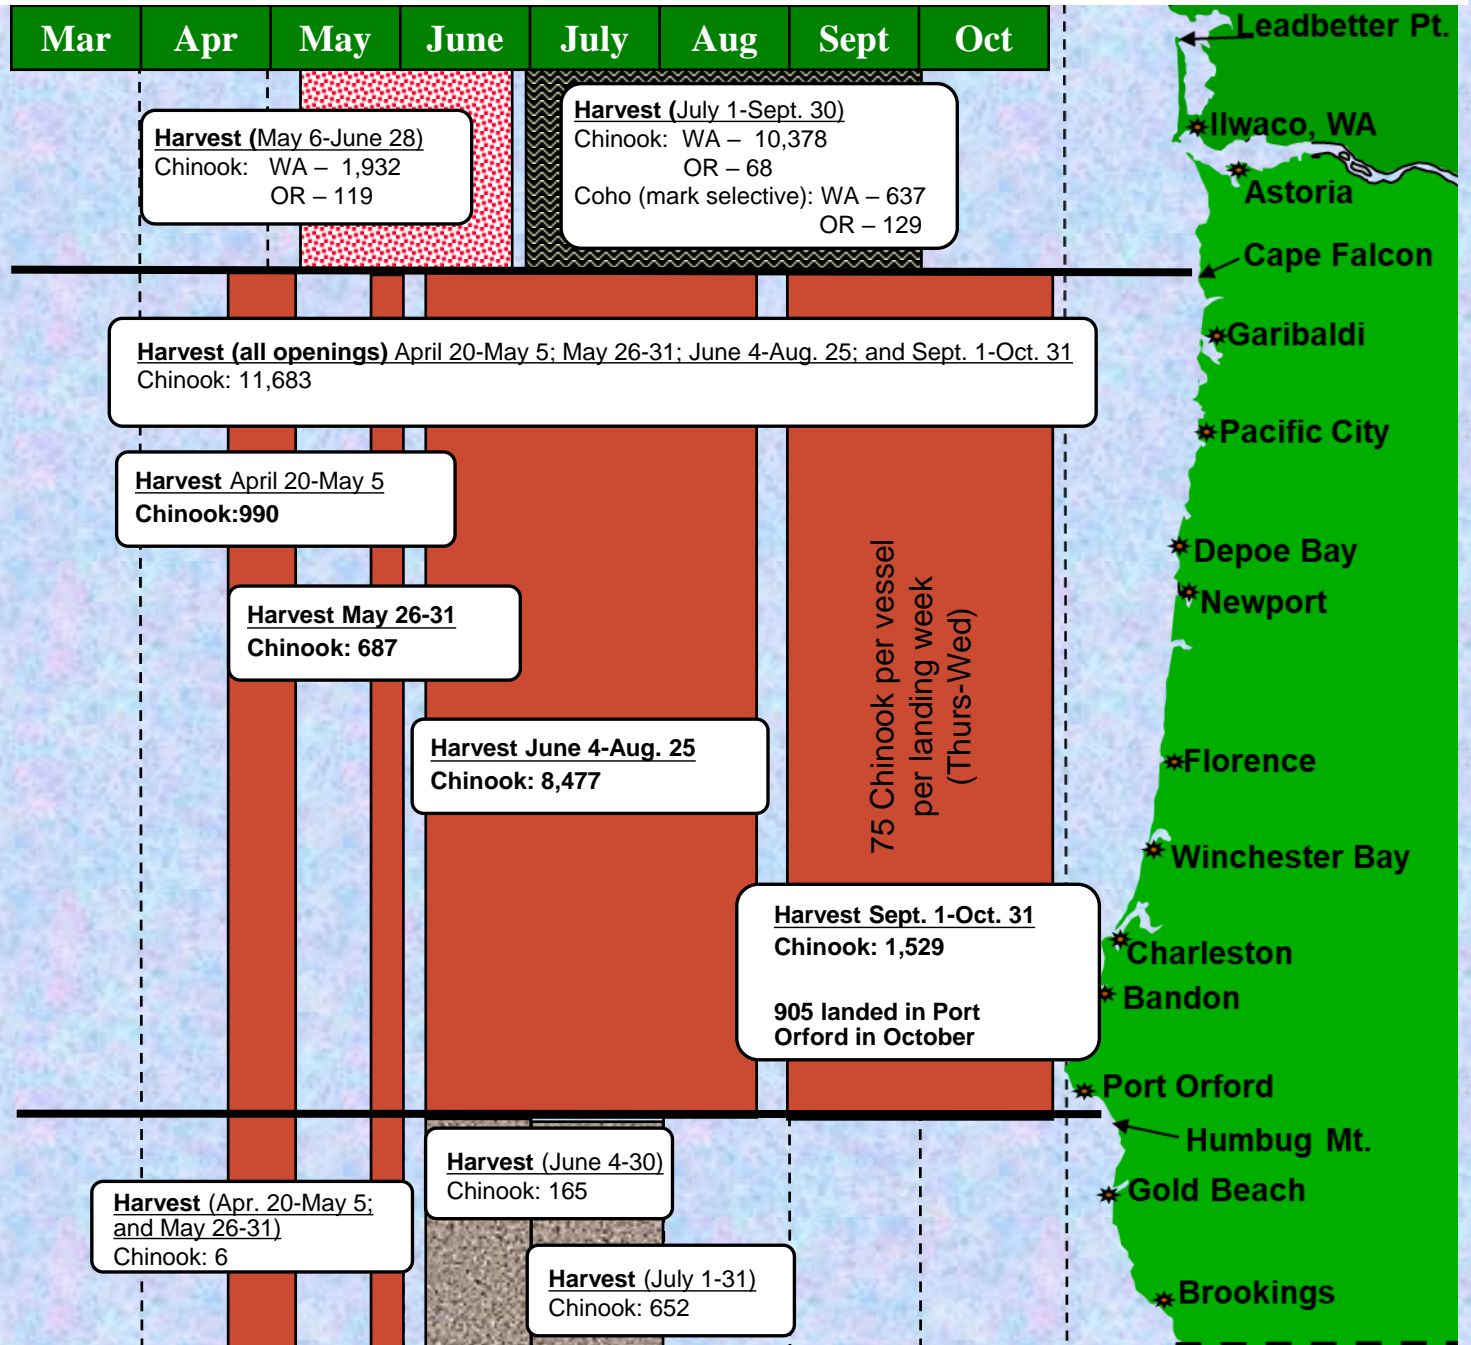 Mar Apr May June July Aug Sept Oct
Leadbetter Pt.
Harvest (May 6-June 28)
Chinook: WA – 1,932
OR – 119
Harvest (July 1-Sept. 30)
Chinook: WA – 10,378
OR – 68
Coho (mark selective): WA – 637
OR – 129
Ilwaco, WA
Astoria
Cape Falcon
Harvest (all openings) April 20-May 5; May 26-31; June 4-Aug. 25; and Sept. 1-Oct. 31
Chinook: 11,683
Garibaldi
Pacific City
Harvest April 20-May 5
Chinook:990
Depoe Bay
Newport
Harvest May 26-31
Chinook: 687
75 Chinook per vessel
per landing week
(Thurs-Wed)
Harvest June 4-Aug. 25
Chinook: 8,477
Florence
Winchester Bay
Harvest Sept. 1-Oct. 31
Chinook: 1,529
905 landed in Port
Orford in October
Charleston
Bandon
Port Orford
Humbug Mt.
Harvest (June 4-30)
Chinook: 165
Harvest (Apr. 20-May 5;
and May 26-31)
Chinook: 6
Gold Beach
Harvest (July 1-31)
Chinook: 652
Brookings